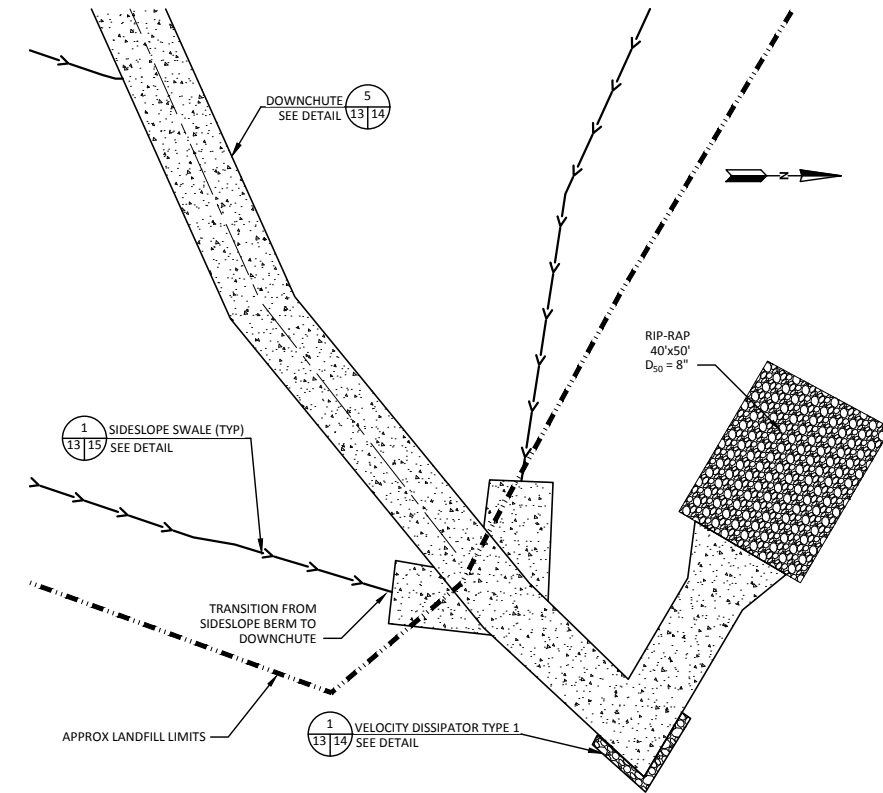 DOWNCHUTE
SEE DETAIL
5
13 14
N
RIP-RAP
40'x50'
D50 = 8"
1
13 15
SIDESLOPE SWALE (TYP)
SEE DETAIL
TRANSITION FROM
SIDESLOPE BERM TO
DOWNCHUTE
APPROX LANDFILL LIMITS
1
13 14
VELOCITY DISSIPATOR TYPE 1
SEE DETAIL